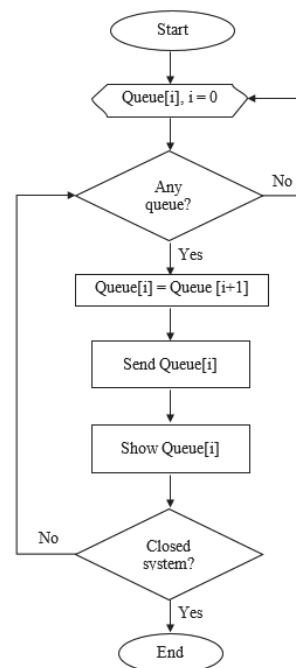 Start
Queue[i], i = 0
Any
queue?
No
Yes
Queue[i] = Queue [i+1]
Send Queue[i]
Show Queue[i]
No
Closed
system?
Yes
End